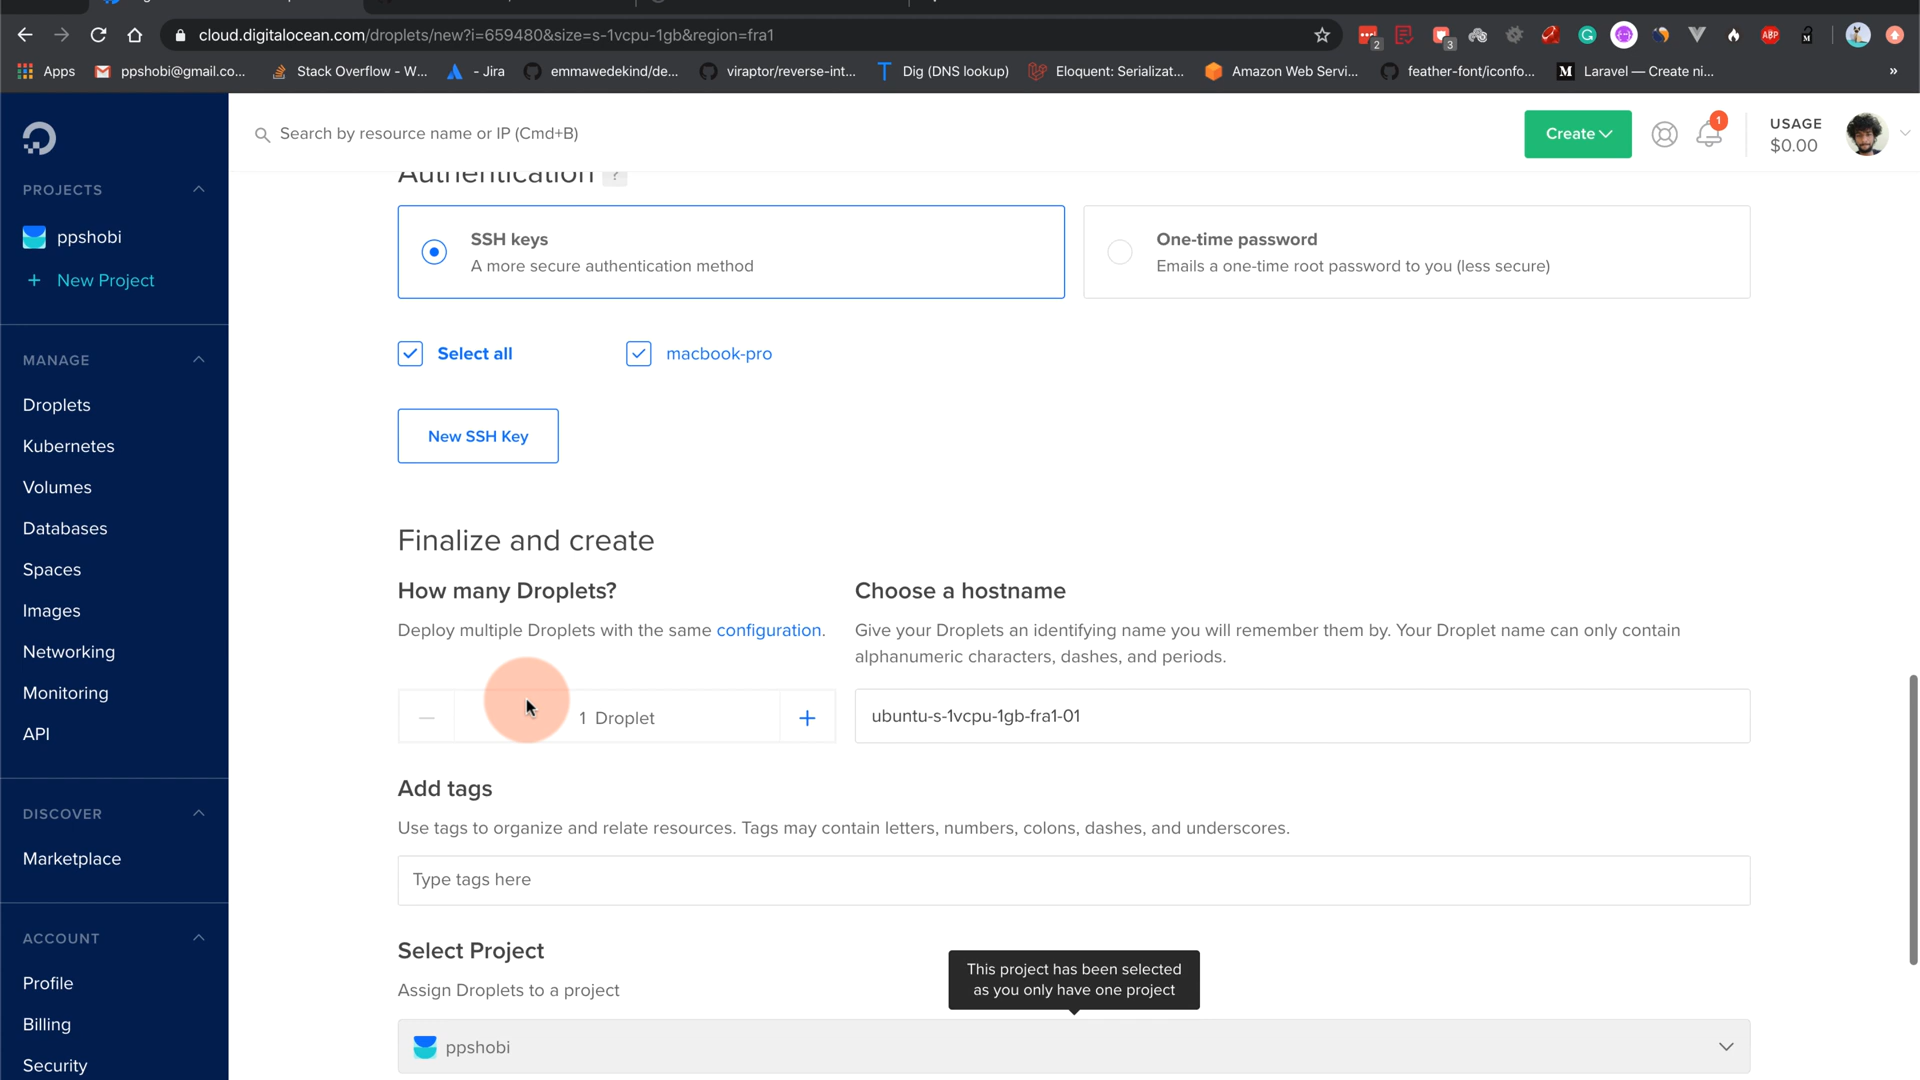 cloud.digitalocean.com/droplets/new?i=659480&size=s-1vcpu-1gb&region=fra1
2
3
ABP
Apps
ppshobi@gmail.co...
Stack Overflow - W...
- Jira
emmawedekind/de...
viraptor/reverse-int...
Dig (DNS lookup)
Eloquent: Serializat...
Amazon Web Servi...
feather-font/iconfo...
Laravel — Create ni...
»
Search by resource name or IP (Cmd+B)
Create
1
USAGE
$0.00
PROJECTS
ppshobi
+ New Project
MANAGE
Droplets
Kubernetes
Volumes
Databases
Spaces
Images
Networking
Monitoring
API
DISCOVER
Marketplace
ACCOUNT
Profile
Billing
Security
Authentication ?
SSH keys
A more secure authentication method
One-time password
Emails a one-time root password to you (less secure)
Select all
macbook-pro
New SSH Key
Finalize and create
How many Droplets?
Deploy multiple Droplets with the same configuration.
1 Droplet
Choose a hostname
Give your Droplets an identifying name you will remember them by. Your Droplet name can only contain
alphanumeric characters, dashes, and periods.
ubuntu-s-1vcpu-1gb-fra1-01
Add tags
Use tags to organize and relate resources. Tags may contain letters, numbers, colons, dashes, and underscores.
Type tags here
Select Project
Assign Droplets to a project
This project has been selected
as you only have one project
ppshobi